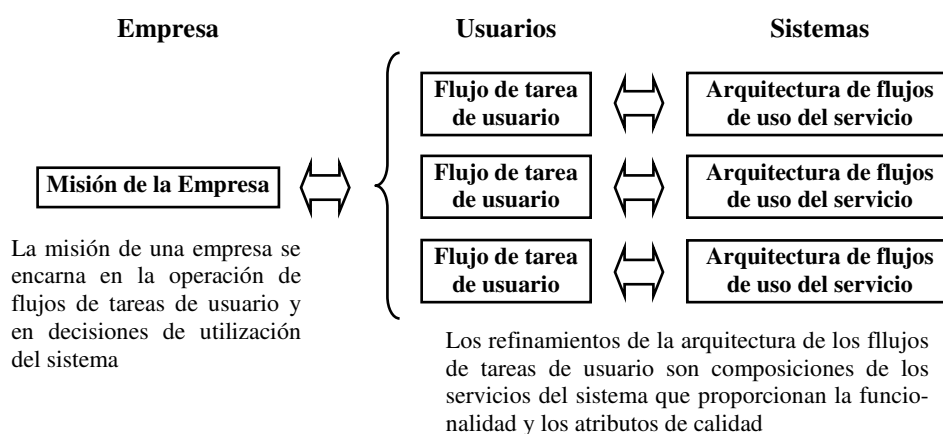 Empresa
Usuarios
Sistemas
Flujo de tarea
de usuario
Arquitectura de flujos
de uso del servicio
Misión de la Empresa
Flujo de tarea
de usuario
Arquitectura de flujos
de uso del servicio
Flujo de tarea
de usuario
Arquitectura de flujos
de uso del servicio
La misión de una empresa se
encarna en la operación de
flujos de tareas de usuario y
en decisiones de utilización
del sistema
Los refinamientos de la arquitectura de los fllujos
de tareas de usuario son composiciones de los
servicios del sistema que proporcionan la funcio-
nalidad y los atributos de calidad